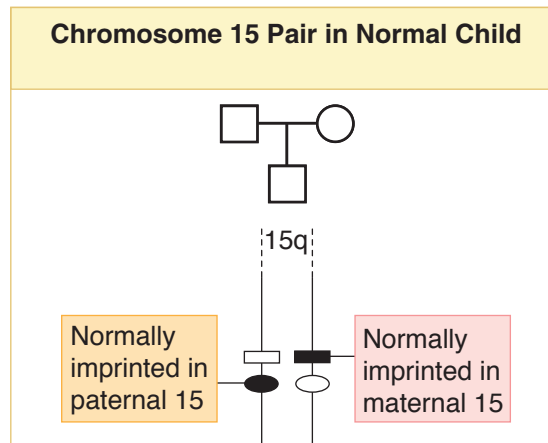 Chromosome 15 Pair in Normal Child
15q
Normally
imprinted in
paternal 15
Normally
imprinted in
maternal 15